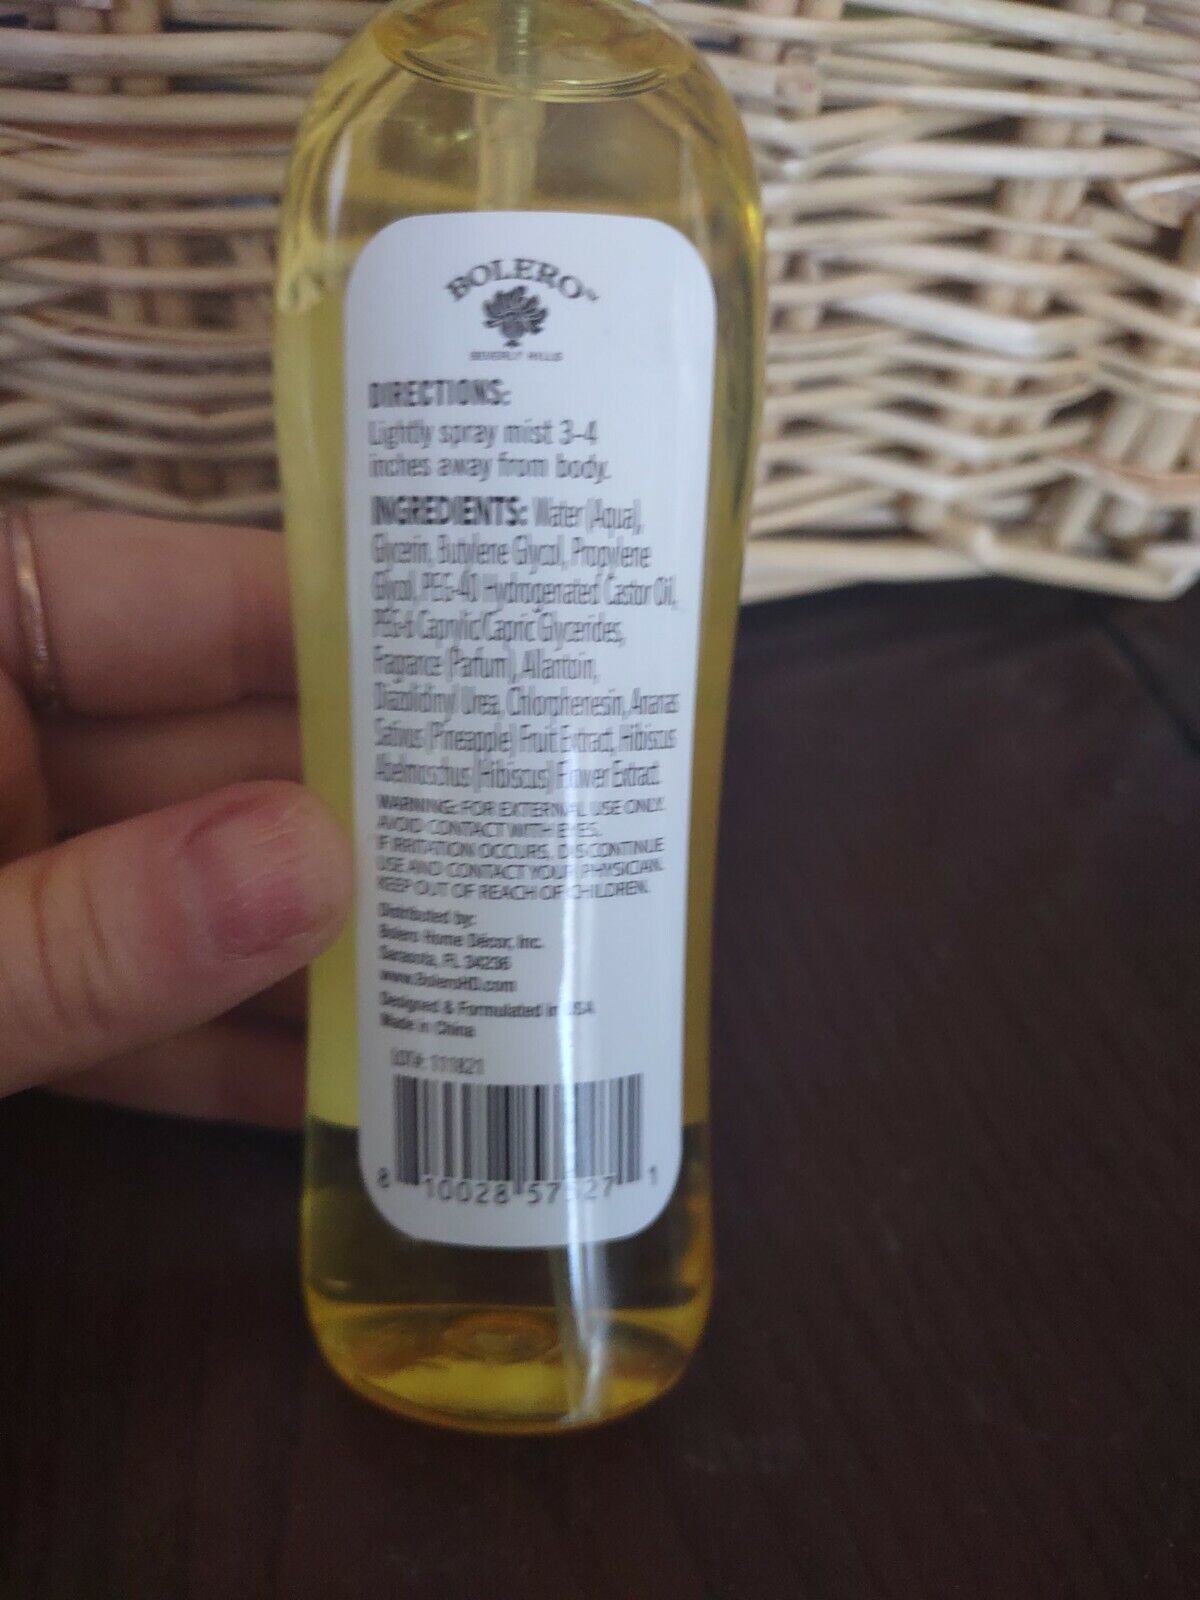 BOLERO™
BEVERLY HILLS
DIRECTIONS:
Lightly spray mist 3-4
inches away from body.
INGREDIENTS: Water (Aqua),
Glycerin, Butylene Glycol, Propylene
Glycol, PEG-40 Hydrogenated Castor Oil,
PEG-6 Caprylic/Capric Glycerides,
Fragrance (Parfum), Allantoin,
Diazolidinyl Urea, Chlorphenesin, Ananas
Sativus (Pineapple) Fruit Extract, Hibiscus
Abelmoschus (Hibiscus) Flower Extract.
WARNING: FOR EXTERNAL USE ONLY.
AVOID CONTACT WITH EYES.
IF IRRITATION OCCURS, DISCONTINUE
USE AND CONTACT YOUR PHYSICIAN.
KEEP OUT OF REACH OF CHILDREN.
Distributed by:
Bolero Home Décor, Inc.
Sarasota, FL 34236
www.BoleroHD.com
Designed & Formulated in USA
Made in China
LOT#: 111821
8 10028 57527 1